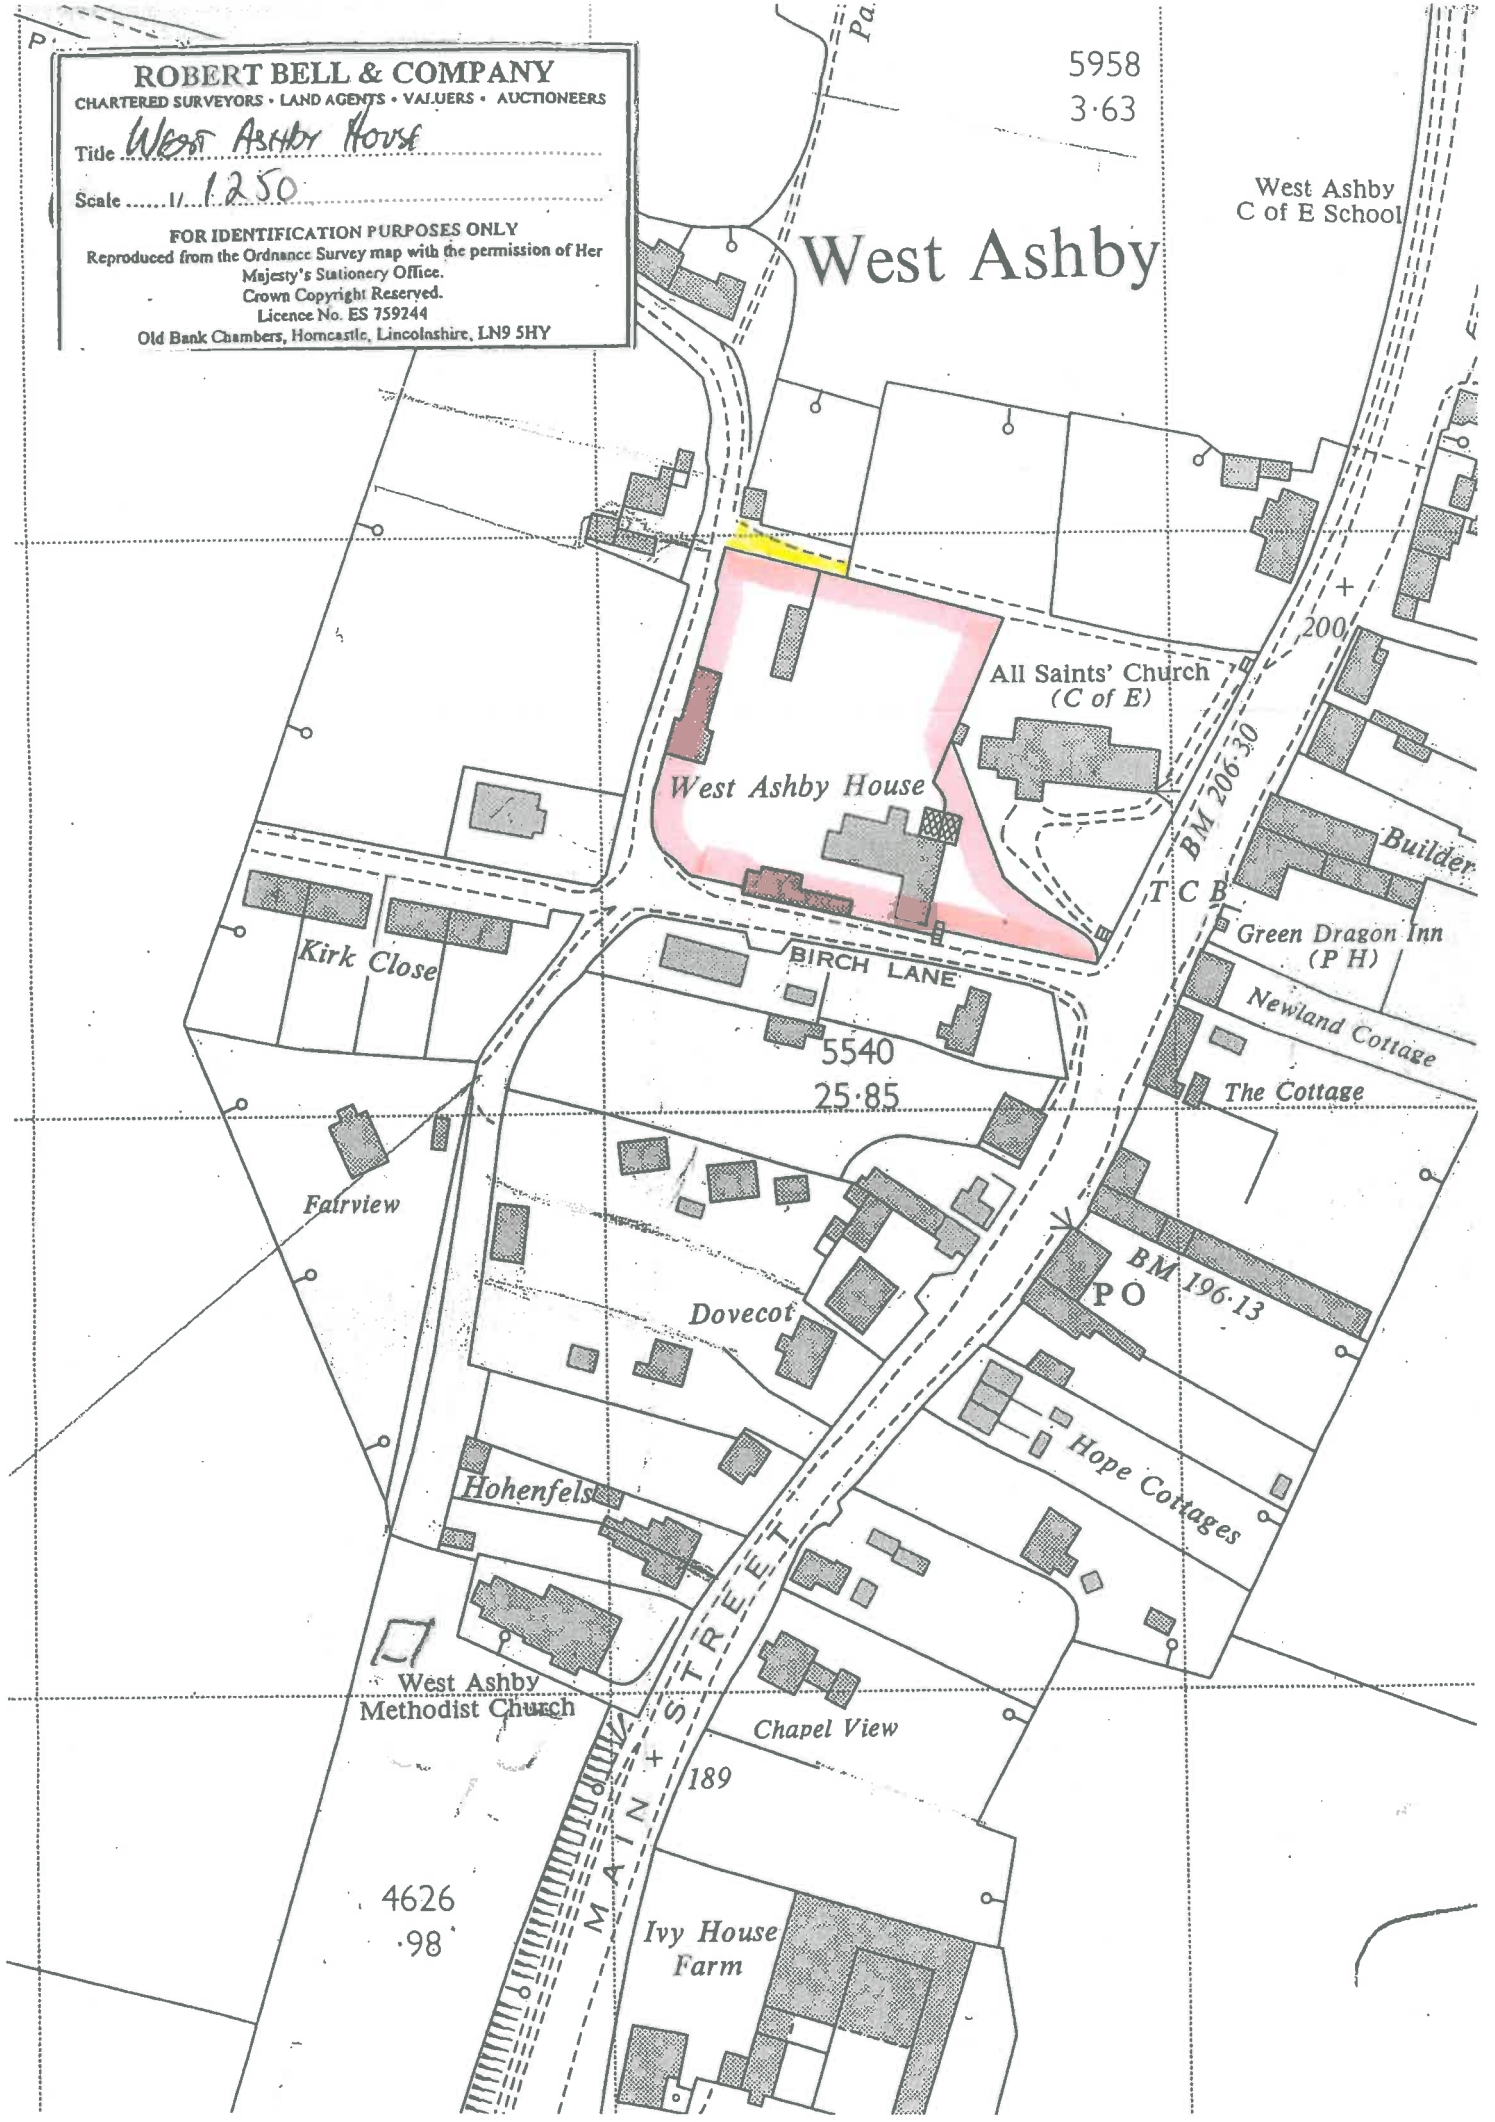 ROBERT BELL & COMPANY
CHARTERED SURVEYORS • LAND AGENTS • VALUERS • AUCTIONEERS
Title West Ashby House
Scale ...... 1/ 1250
FOR IDENTIFICATION PURPOSES ONLY
Reproduced from the Ordnance Survey map with the permission of Her
Majesty's Stationery Office.
Crown Copyright Reserved.
Licence No. ES 759244
Old Bank Chambers, Horncastle, Lincolnshire, LN9 5HY
P
Pa
5958
3·63
West Ashby
C of E School
West Ashby
200
All Saints' Church
(C of E)
West Ashby House
BM 206·30
Builder
T C B
Green Dragon Inn
(P H)
Kirk Close
BIRCH LANE
Newland Cottage
5540
25·85
The Cottage
Fairview
BM 196·13
PO
Dovecot
Hope Cottages
Hohenfels
MAIN STREET
West Ashby
Methodist Church
Chapel View
189
4626
·98
Ivy House
Farm